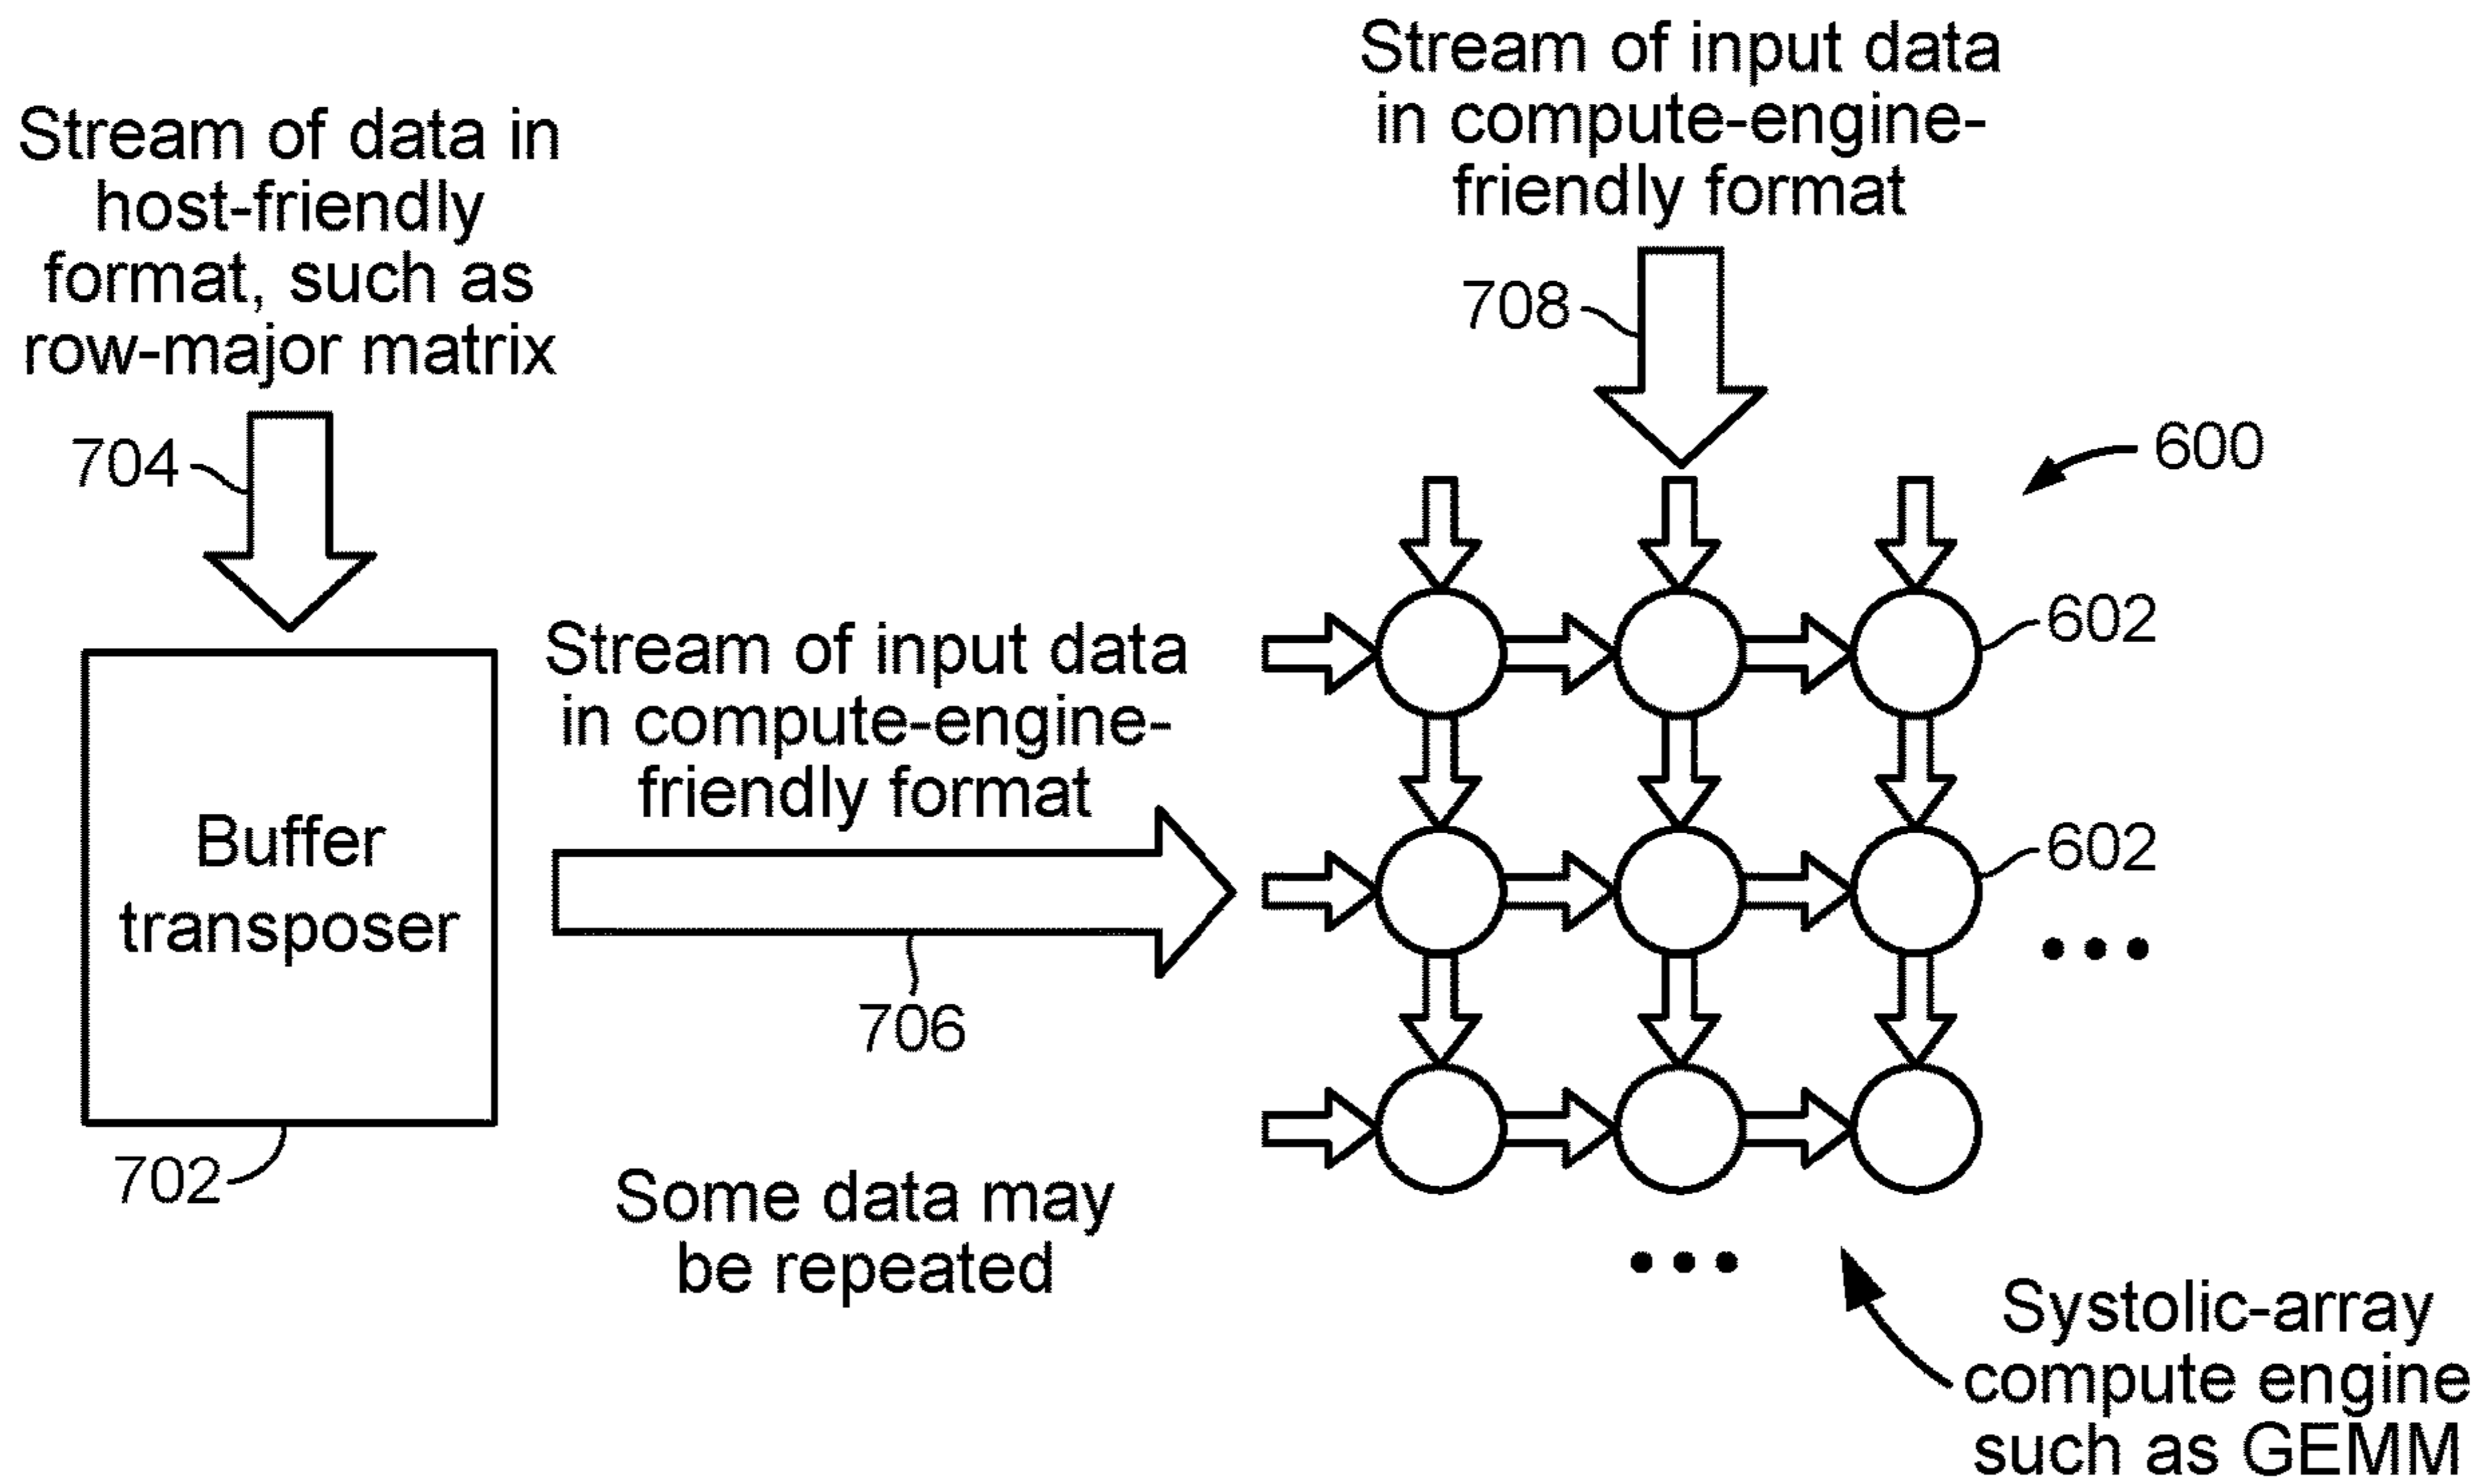 Stream of data in
host-friendly
format, such as
row-major matrix
704
Stream of input data
in compute-engine-
friendly format
708
600
602
602
Buffer
transposer
702
Stream of input data
in compute-engine-
friendly format
706
Some data may
be repeated
Systolic-array
compute engine
such as GEMM